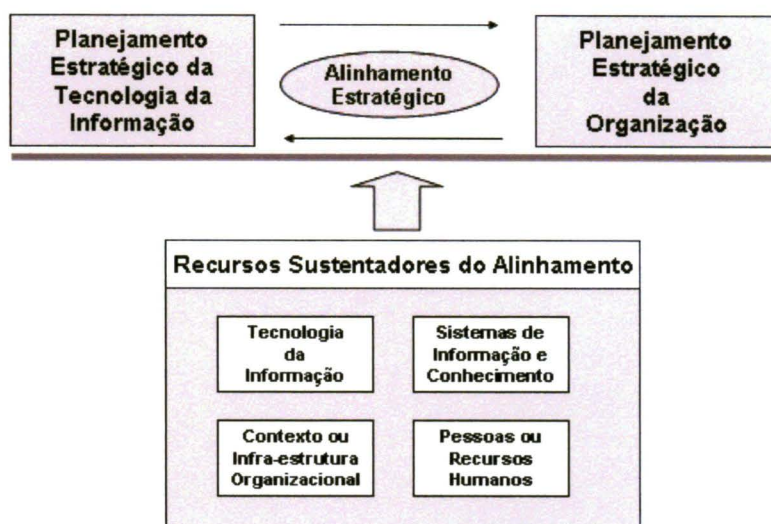 Planejamento
Estratégico da
Tecnologia da
Informação
Alinhamento
Estratégico
Planejamento
Estratégico
da
Organização
Recursos Sustentadores do Alinhamento
Tecnologia
da
Informação
Sistemas de
Informação e
Conhecimento
Contexto ou
Infra-estrutura
Organizacional
Pessoas ou
Recursos
Humanos